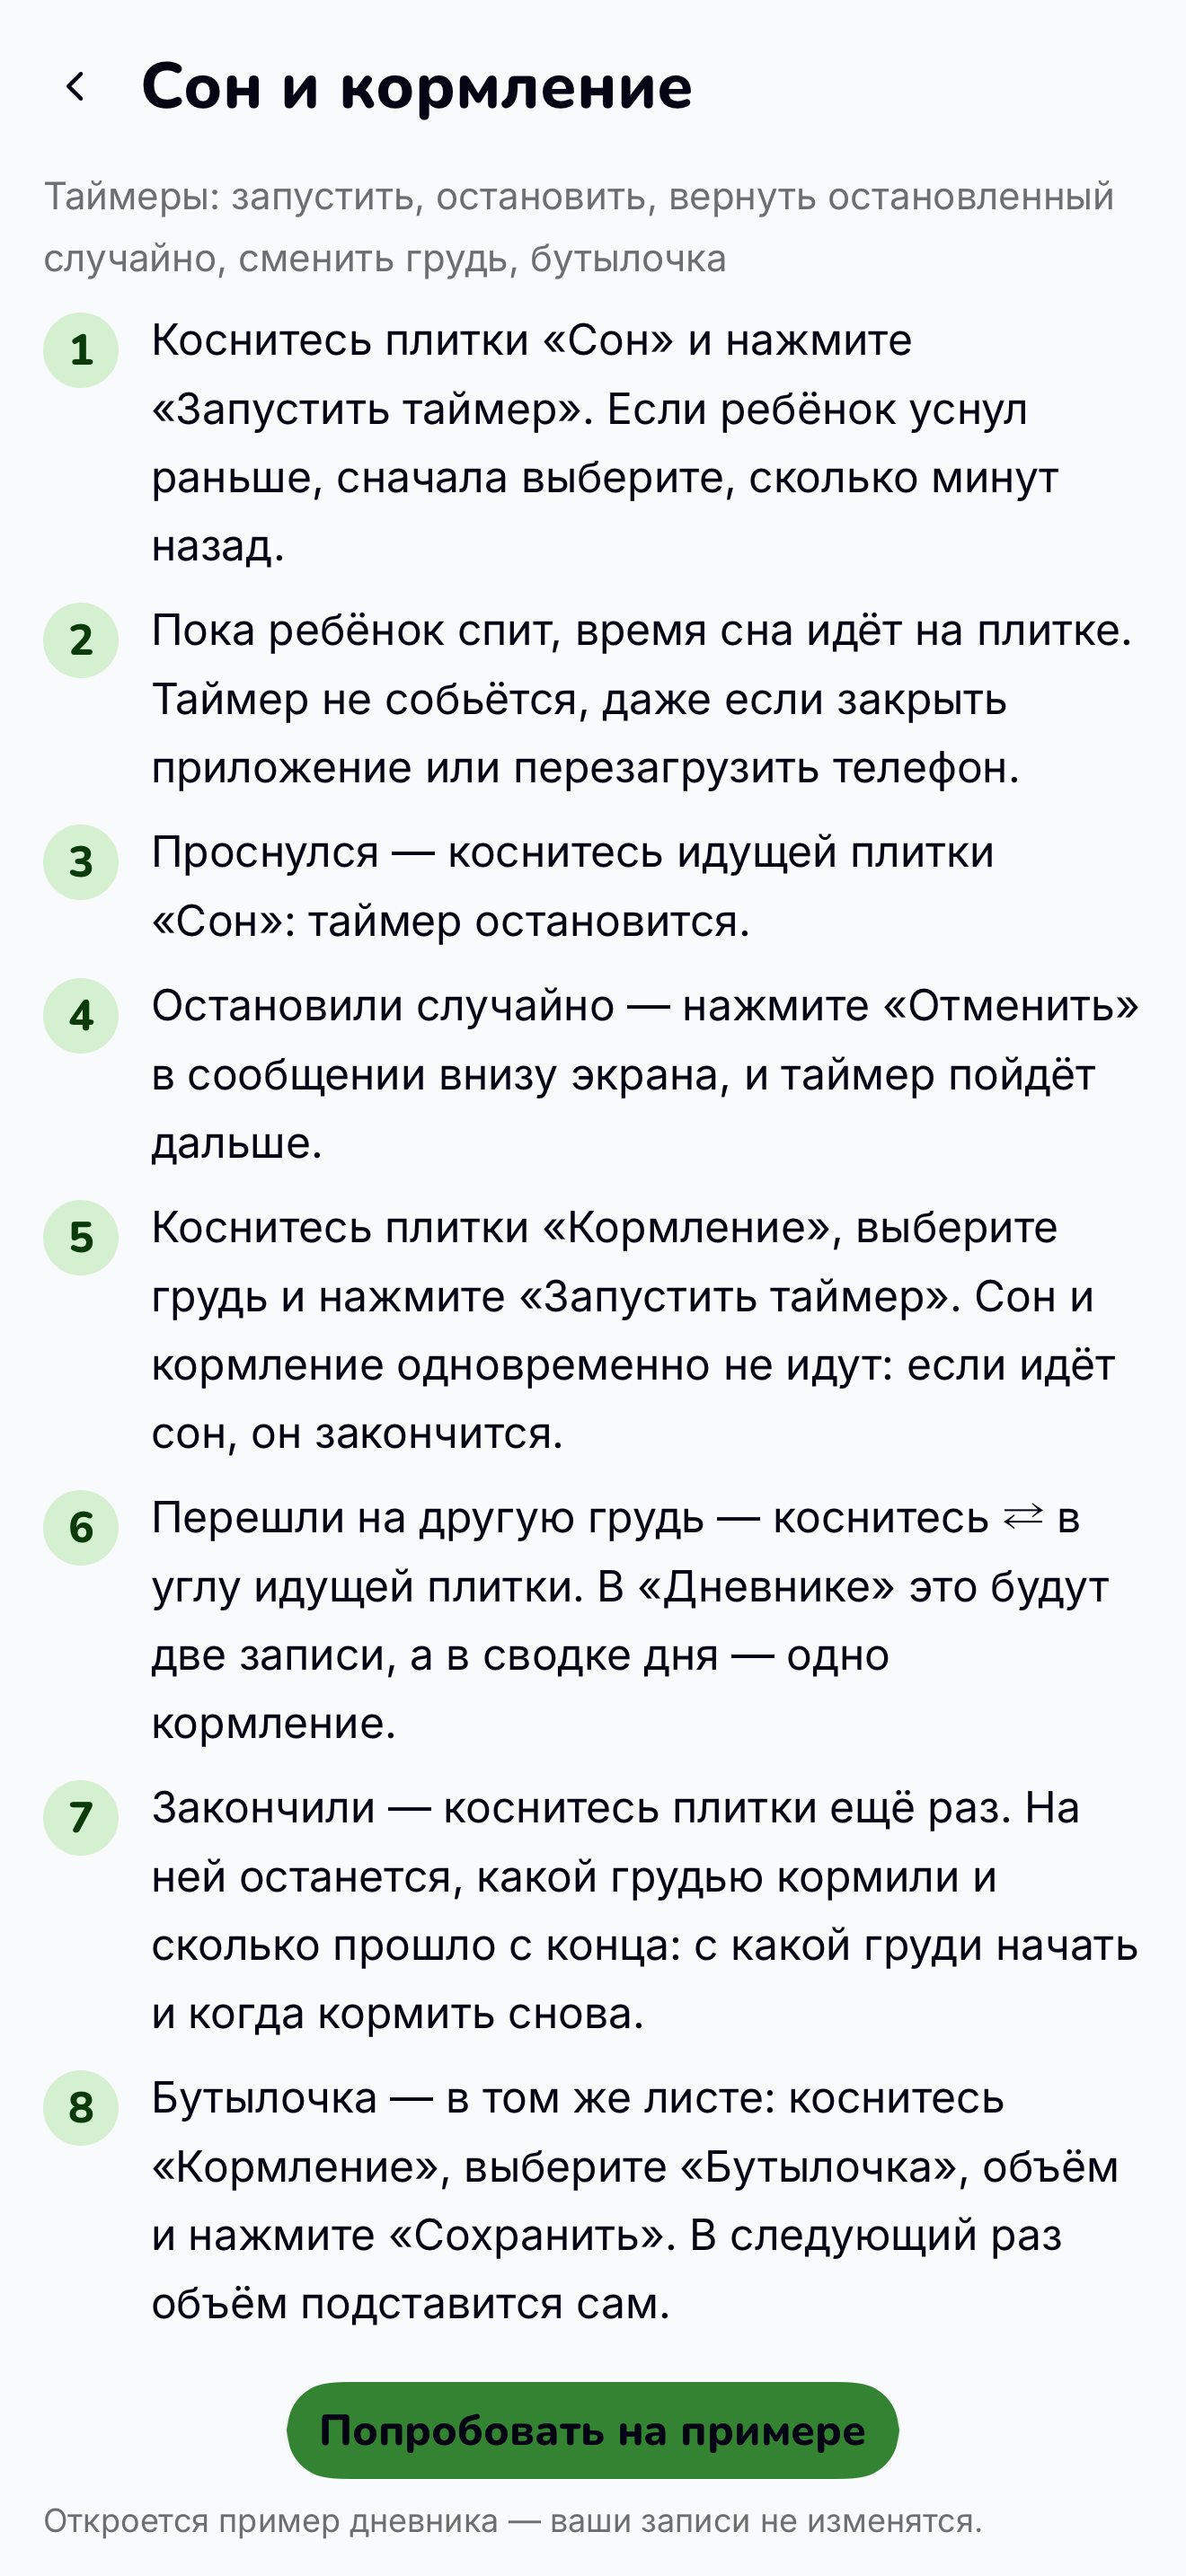 Сон и кормление
Таймеры: запустить, остановить, вернуть остановленный
случайно, сменить грудь, бутылочка
1 Коснитесь плитки «Сон» и нажмите
«Запустить таймер». Если ребёнок уснул
раньше, сначала выберите, сколько минут
назад.
2 Пока ребёнок спит, время сна идёт на плитке.
Таймер не собьётся, даже если закрыть
приложение или перезагрузить телефон.
3 Проснулся — коснитесь идущей плитки
«Сон»: таймер остановится.
4 Остановили случайно — нажмите «Отменить»
в сообщении внизу экрана, и таймер пойдёт
дальше.
5 Коснитесь плитки «Кормление», выберите
грудь и нажмите «Запустить таймер». Сон и
кормление одновременно не идут: если идёт
сон, он закончится.
6 Перешли на другую грудь — коснитесь ⇄ в
углу идущей плитки. В «Дневнике» это будут
две записи, а в сводке дня — одно
кормление.
7 Закончили — коснитесь плитки ещё раз. На
ней останется, какой грудью кормили и
сколько прошло с конца: с какой груди начать
и когда кормить снова.
8 Бутылочка — в том же листе: коснитесь
«Кормление», выберите «Бутылочка», объём
и нажмите «Сохранить». В следующий раз
объём подставится сам.
Попробовать на примере
Откроется пример дневника — ваши записи не изменятся.